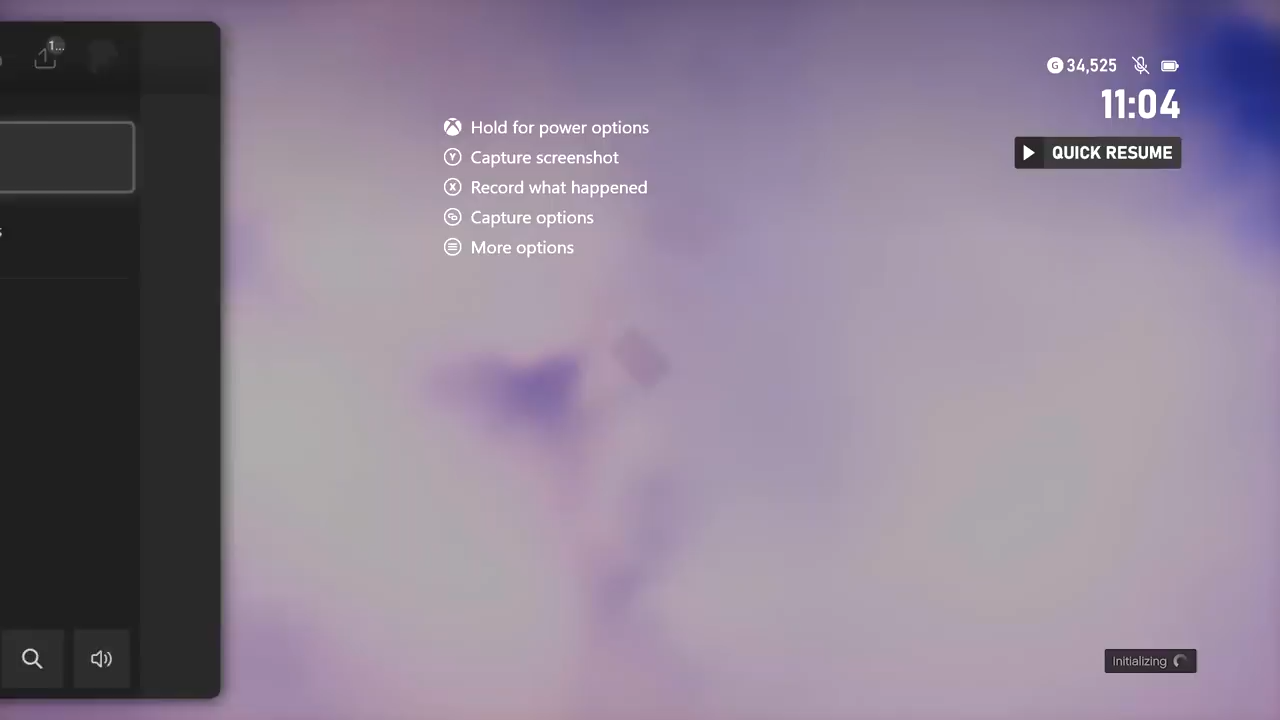 1...
34,525
11:04
QUICK RESUME
Hold for power options
Capture screenshot
Record what happened
Capture options
More options
s
Initializing